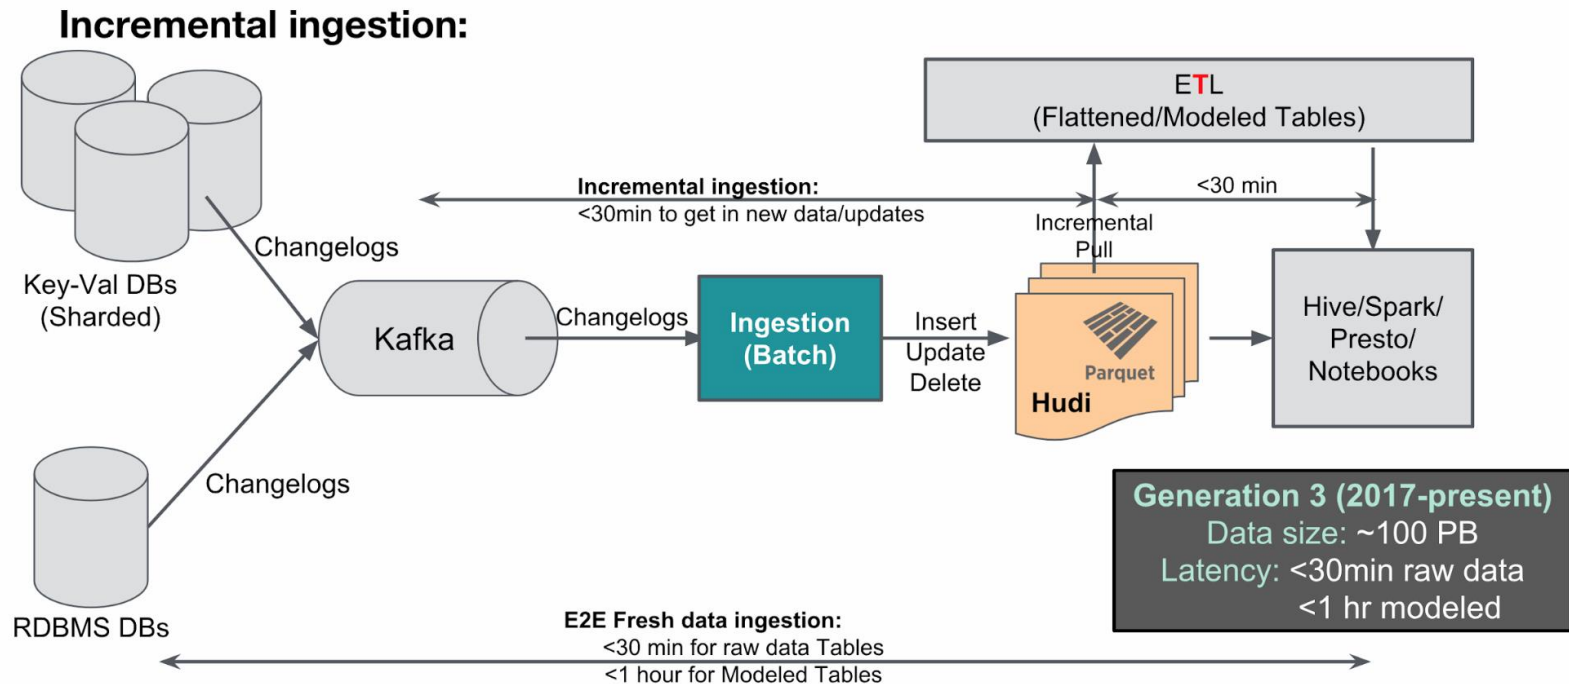 Incremental ingestion:
ETL
(Flattened/Modeled Tables)
Incremental ingestion:
<30min to get in new data/updates
<30 min
Incremental
Pull
Changelogs
Key-Val DBs
(Sharded)
Kafka
Changelogs
Ingestion
(Batch)
Insert
Update
Delete
Parquet
Hudi
Hive/Spark/
Presto/
Notebooks
Changelogs
RDBMS DBs
Generation 3 (2017-present)
Data size: ~100 PB
Latency: <30min raw data
<1 hr modeled
E2E Fresh data ingestion:
<30 min for raw data Tables
<1 hour for Modeled Tables